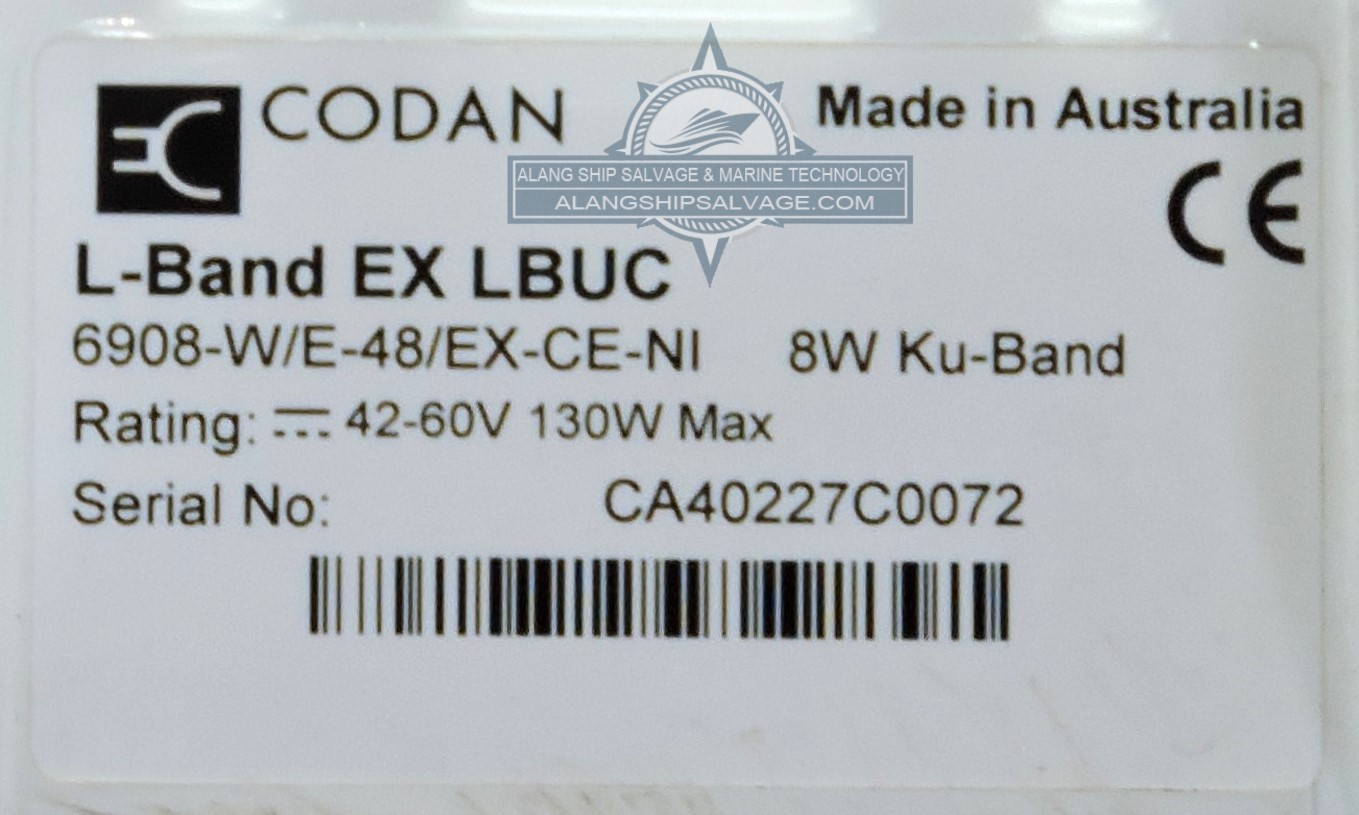 CODAN
Made in Australia
ALANG SHIP SALVAGE & MARINE TECHNOLOGY
ALANGSHIPSALVAGE.COM
CE
L-Band EX LBUC
6908-W/E-48/EX-CE-NI 8W Ku-Band
Rating: ⎓ 42-60V 130W Max
Serial No: CA40227C0072